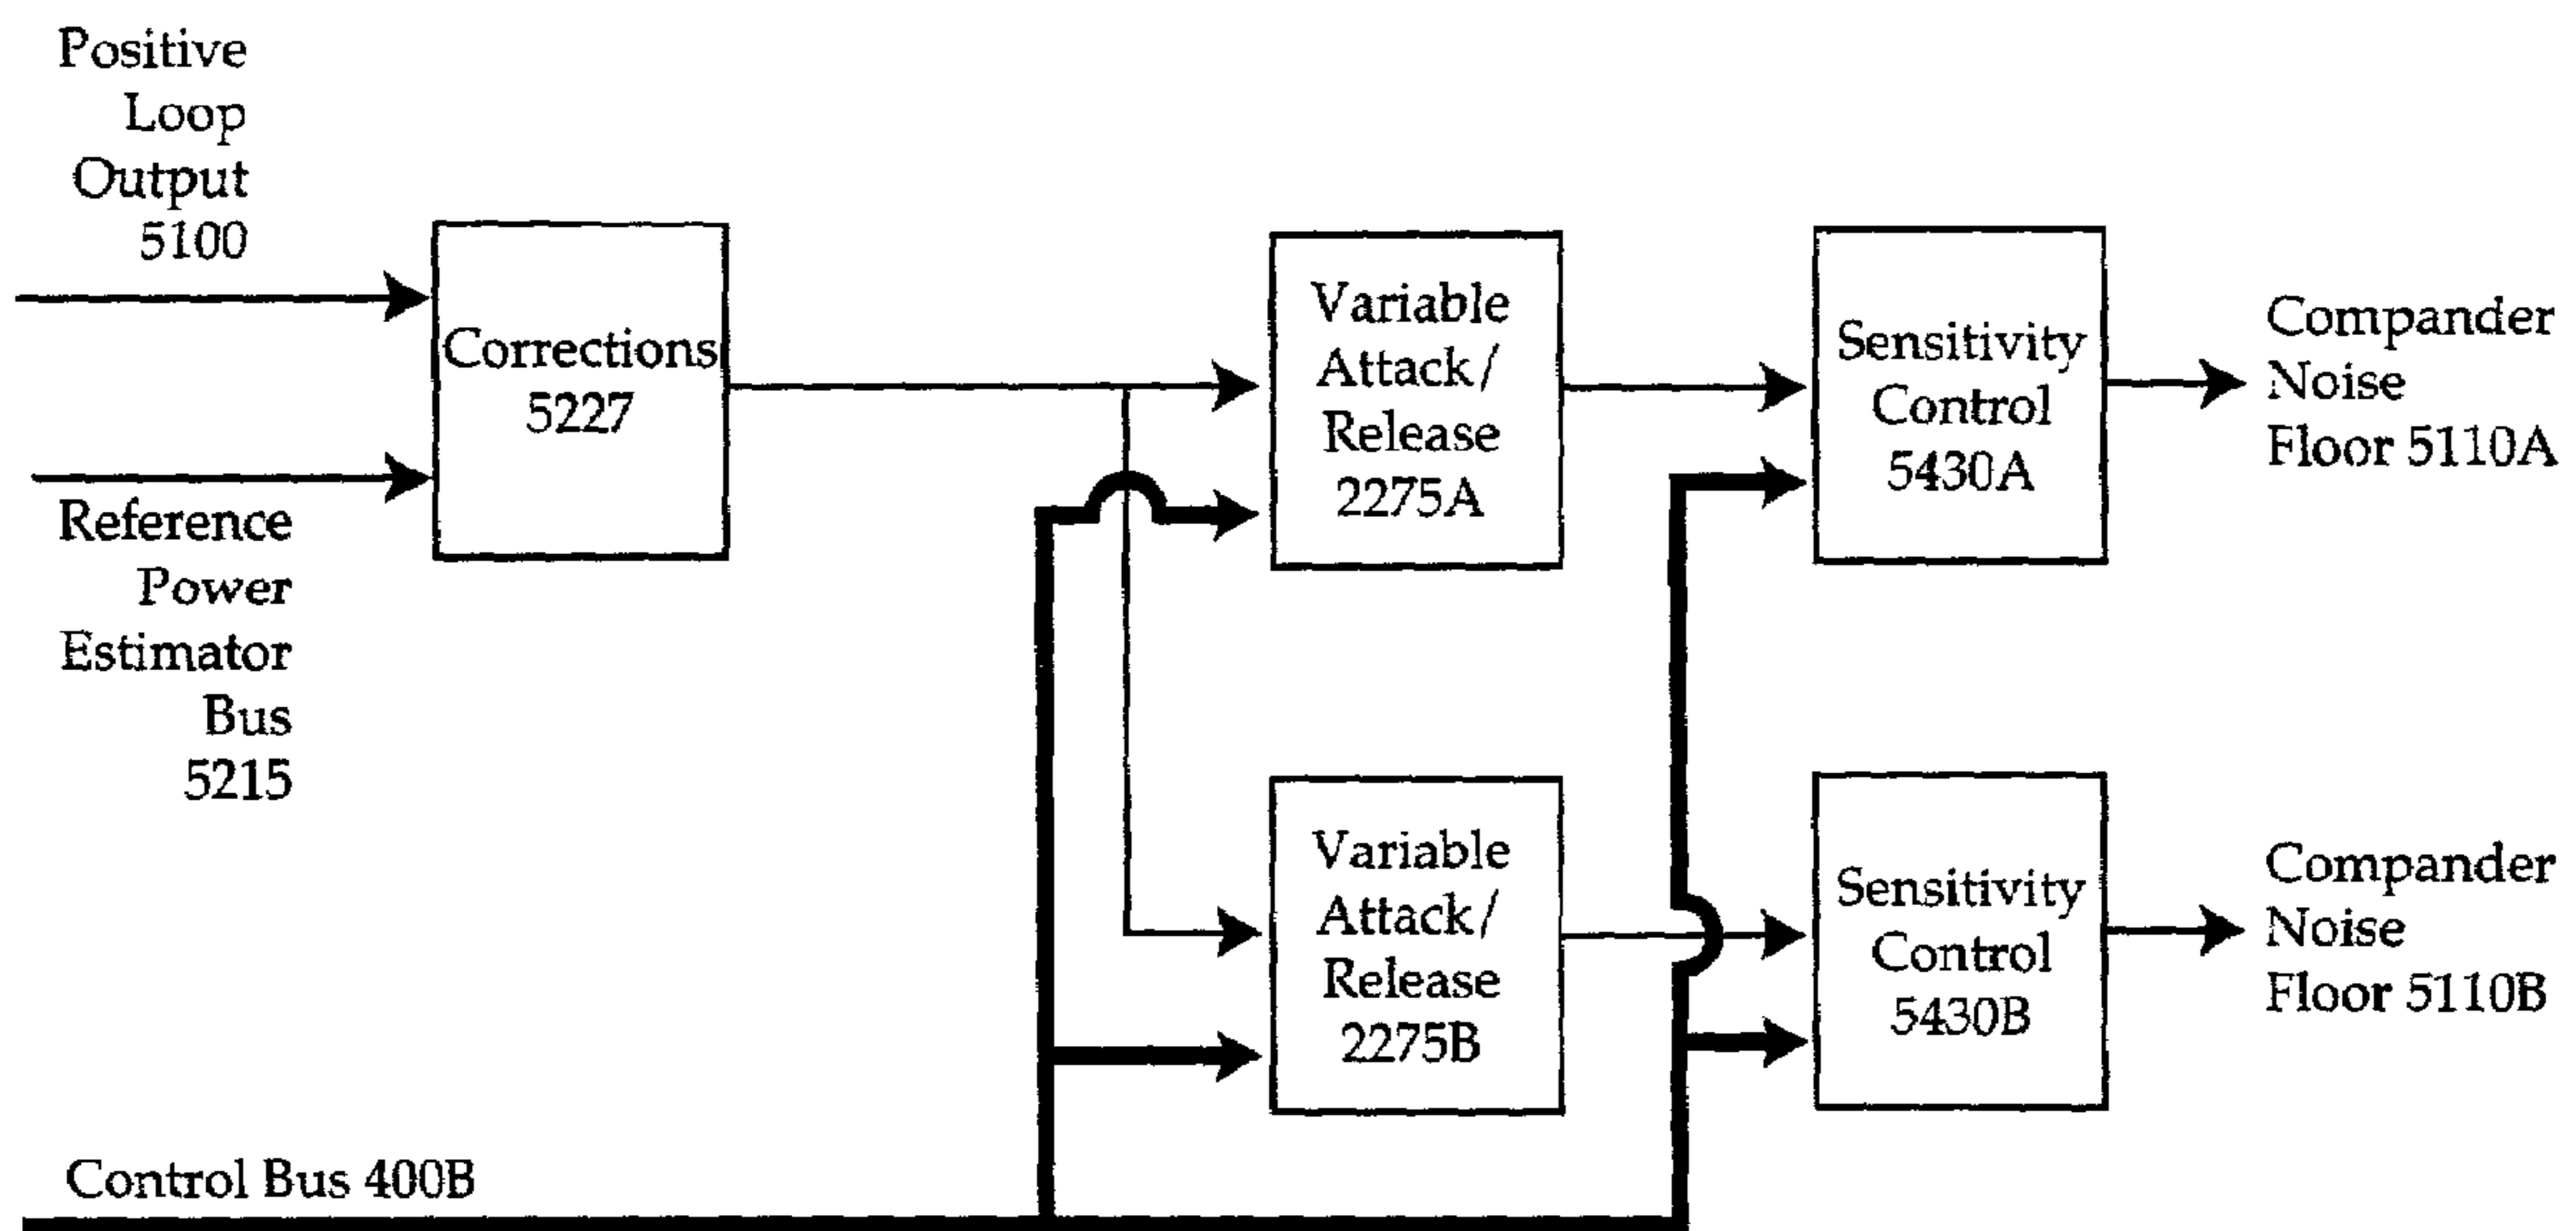 Positive
Loop
Output
5100
Reference
Power
Estimator
Bus
5215
Corrections
5227
Variable
Attack/
Release
2275A
Sensitivity
Control
5430A
Compander
Noise
Floor 5110A
Variable
Attack/
Release
2275B
Sensitivity
Control
5430B
Compander
Noise
Floor 5110B
Control Bus 400B